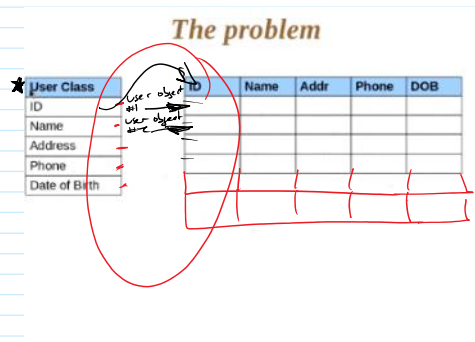 The problem
User Class
ID
Name
Address
Phone
Date of Birth
User object
#1
User object
#2
ID Name Addr Phone DOB